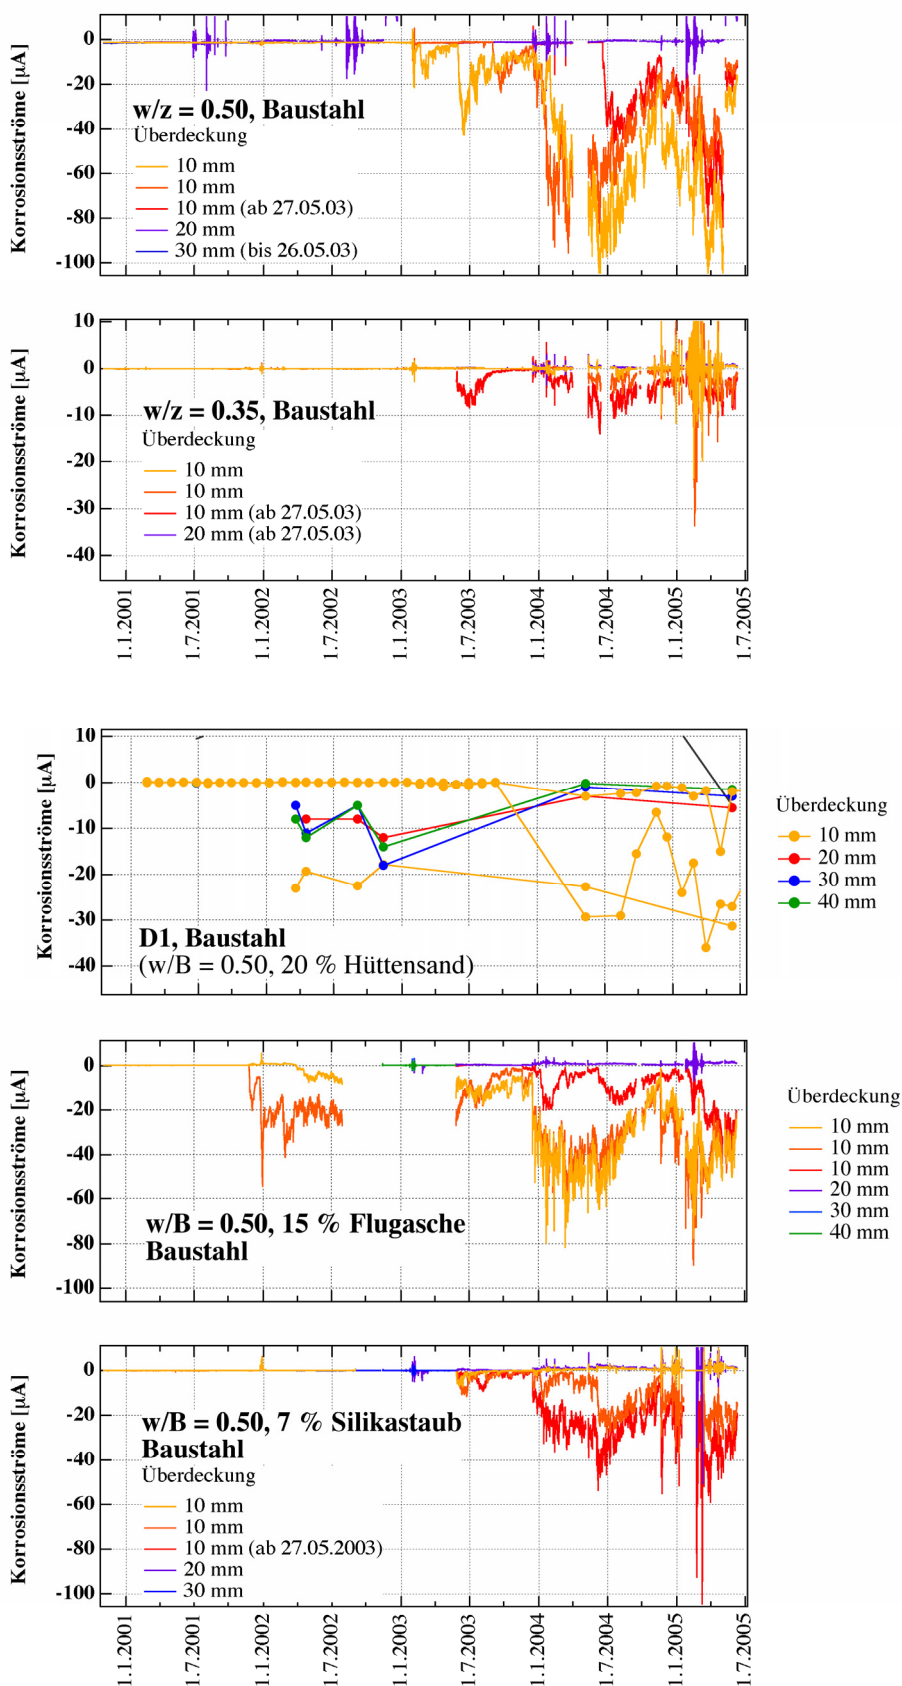 Korrosionsströme [µA]
0
-20
-40
-60
-80
-100
w/z = 0.50, Baustahl
Überdeckung
10 mm
10 mm
10 mm (ab 27.05.03)
20 mm
30 mm (bis 26.05.03)
Korrosionsströme [µA]
10
0
-10
-20
-30
-40
w/z = 0.35, Baustahl
Überdeckung
10 mm
10 mm
10 mm (ab 27.05.03)
20 mm (ab 27.05.03)
1.1.2001
1.7.2001
1.1.2002
1.7.2002
1.1.2003
1.7.2003
1.1.2004
1.7.2004
1.1.2005
1.7.2005
Korrosionsströme [µA]
10
0
-10
-20
-30
-40
D1, Baustahl
(w/B = 0.50, 20 % Hüttensand)
Überdeckung
10 mm
20 mm
30 mm
40 mm
Korrosionsströme [µA]
0
-20
-40
-60
-80
-100
w/B = 0.50, 15 % Flugasche
Baustahl
Überdeckung
10 mm
10 mm
10 mm
20 mm
30 mm
40 mm
Korrosionsströme [µA]
0
-20
-40
-60
-80
-100
w/B = 0.50, 7 % Silikastaub
Baustahl
Überdeckung
10 mm
10 mm
10 mm (ab 27.05.2003)
20 mm
30 mm
1.1.2001
1.7.2001
1.1.2002
1.7.2002
1.1.2003
1.7.2003
1.1.2004
1.7.2004
1.1.2005
1.7.2005